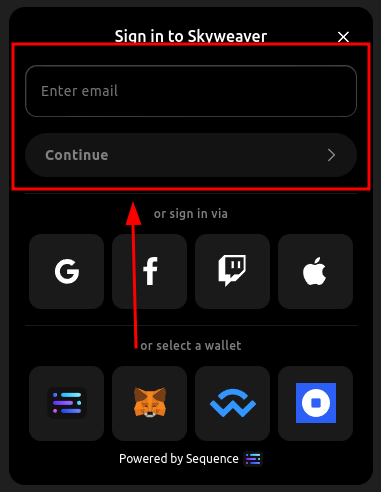 Sign in to Skyweaver
Enter email
Continue
or sign in via
or select a wallet
Powered by Sequence